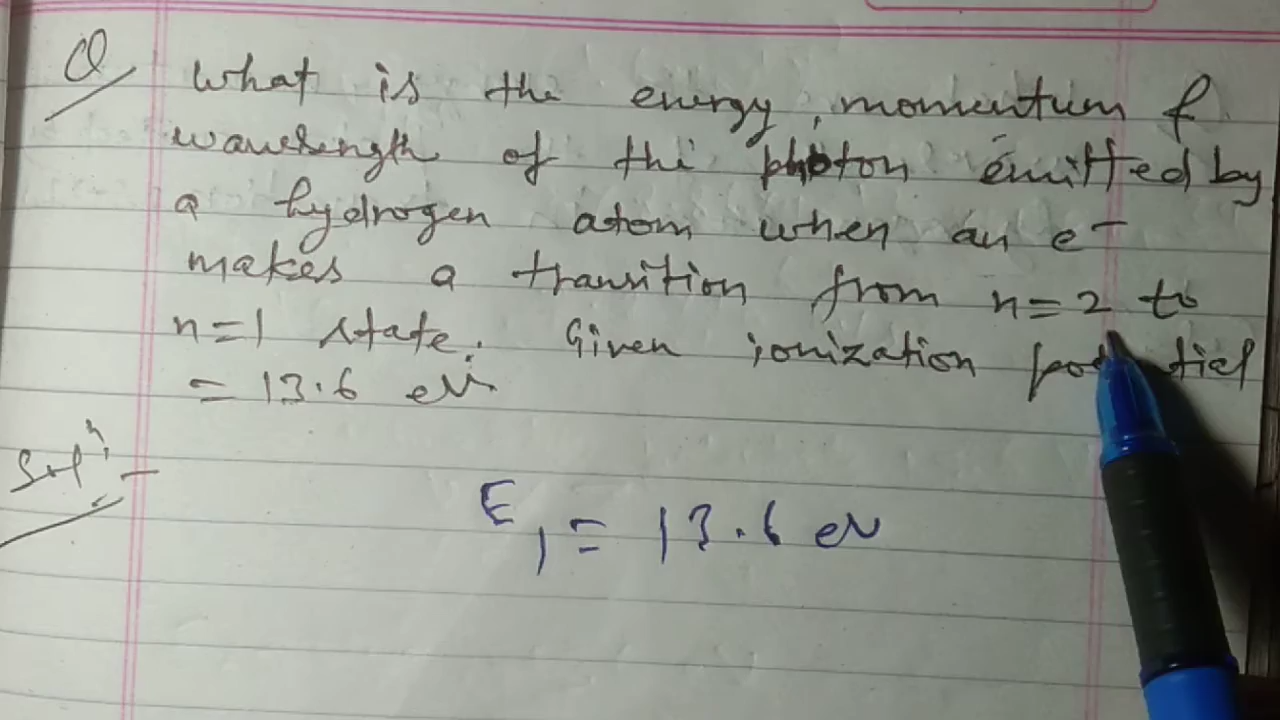 Q What is the energy, momentum &
wavelength of the photon emitted by
a hydrogen atom when an e-
makes a transition from n=2 to
n=1 state. Given ionization potential
= 13.6 eV
Solⁿ -
E1 = 13.6 eV